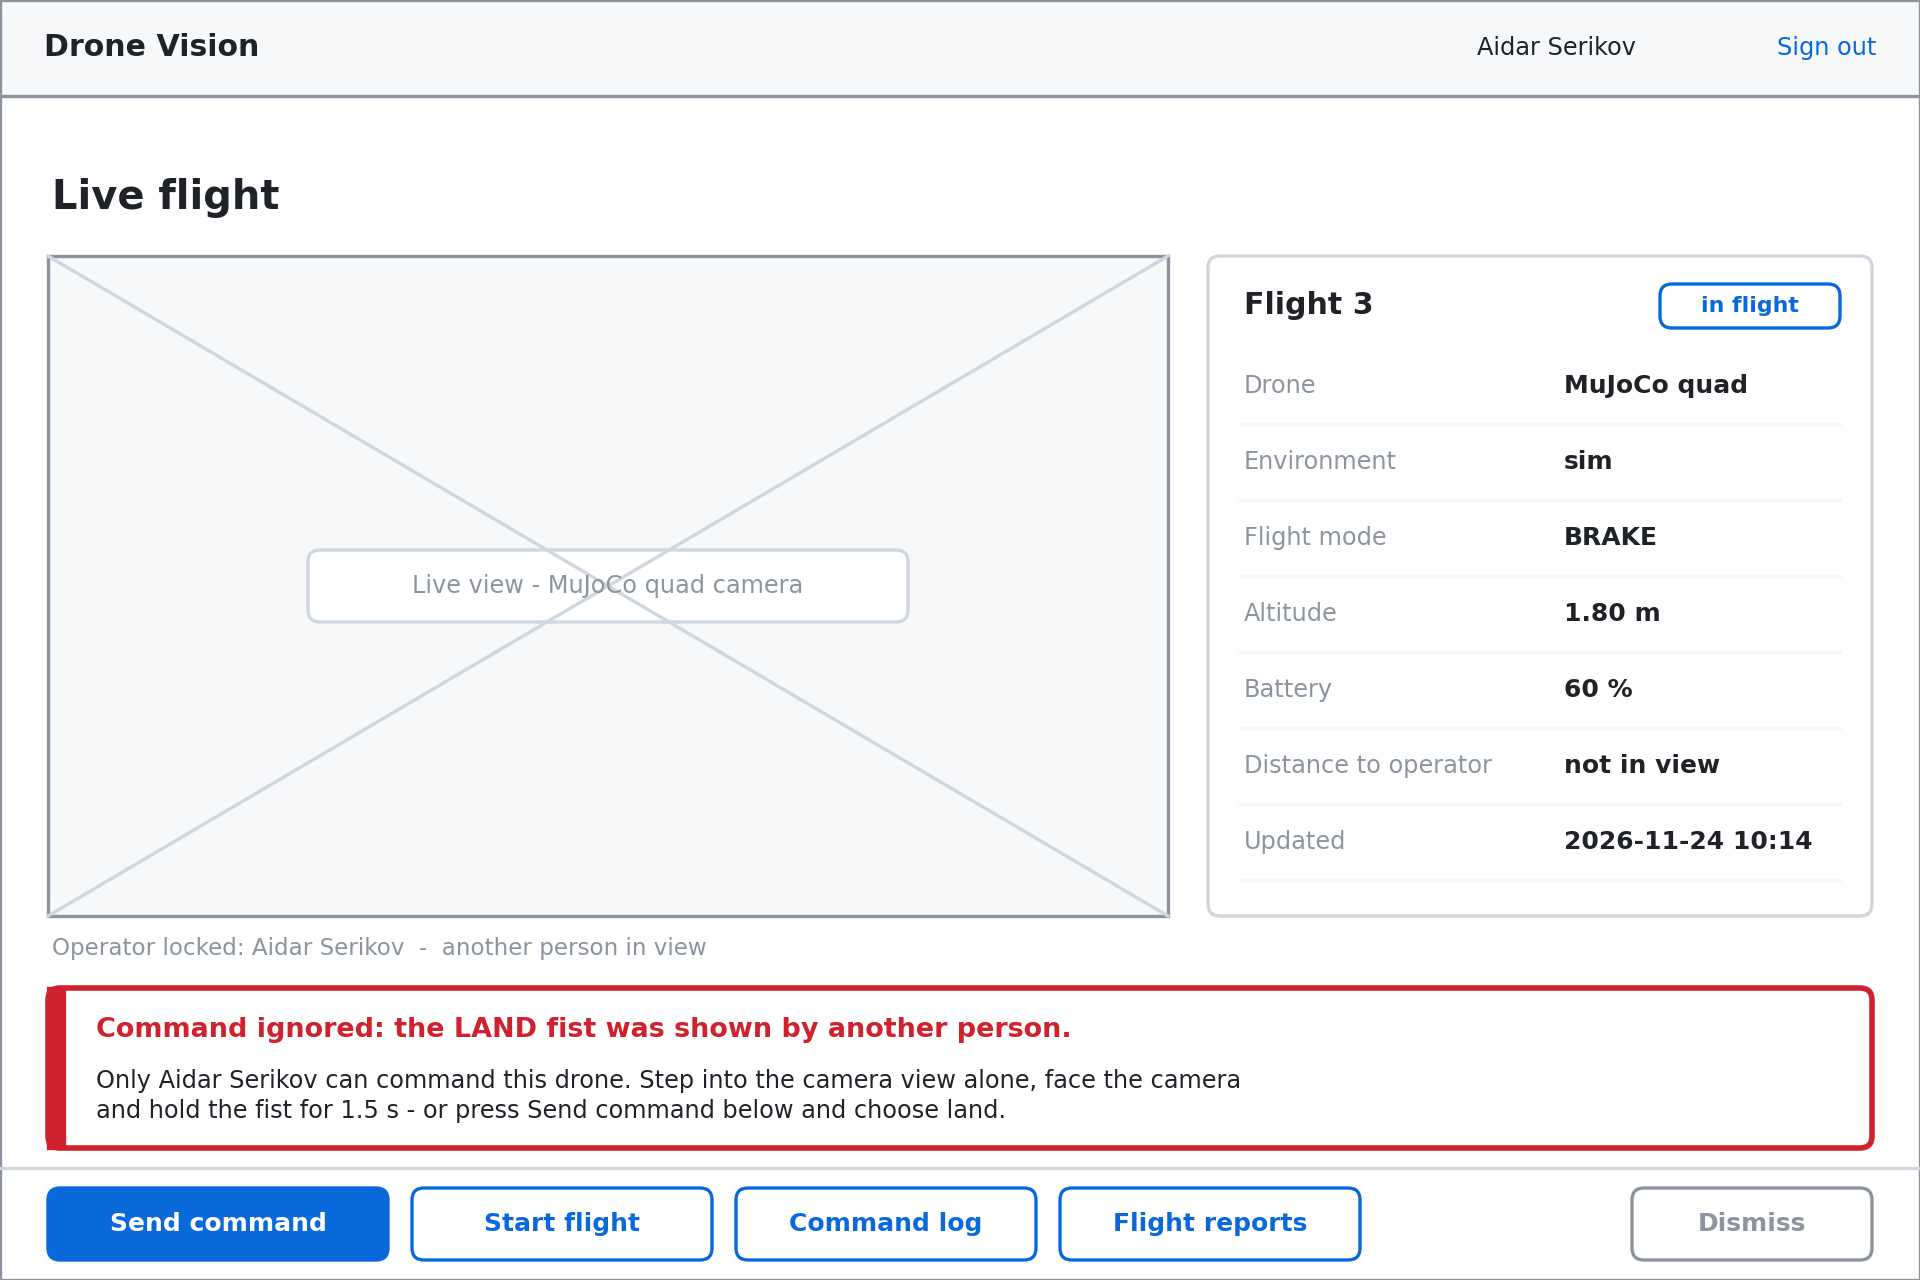 Drone Vision
Aidar Serikov
Sign out
Live flight
Live view - MuJoCo quad camera
Flight 3
in flight
Drone MuJoCo quad
Environment sim
Flight mode BRAKE
Altitude 1.80 m
Battery 60 %
Distance to operator not in view
Updated 2026-11-24 10:14
Operator locked: Aidar Serikov - another person in view
Command ignored: the LAND fist was shown by another person.
Only Aidar Serikov can command this drone. Step into the camera view alone, face the camera
and hold the fist for 1.5 s - or press Send command below and choose land.
Send command
Start flight
Command log
Flight reports
Dismiss